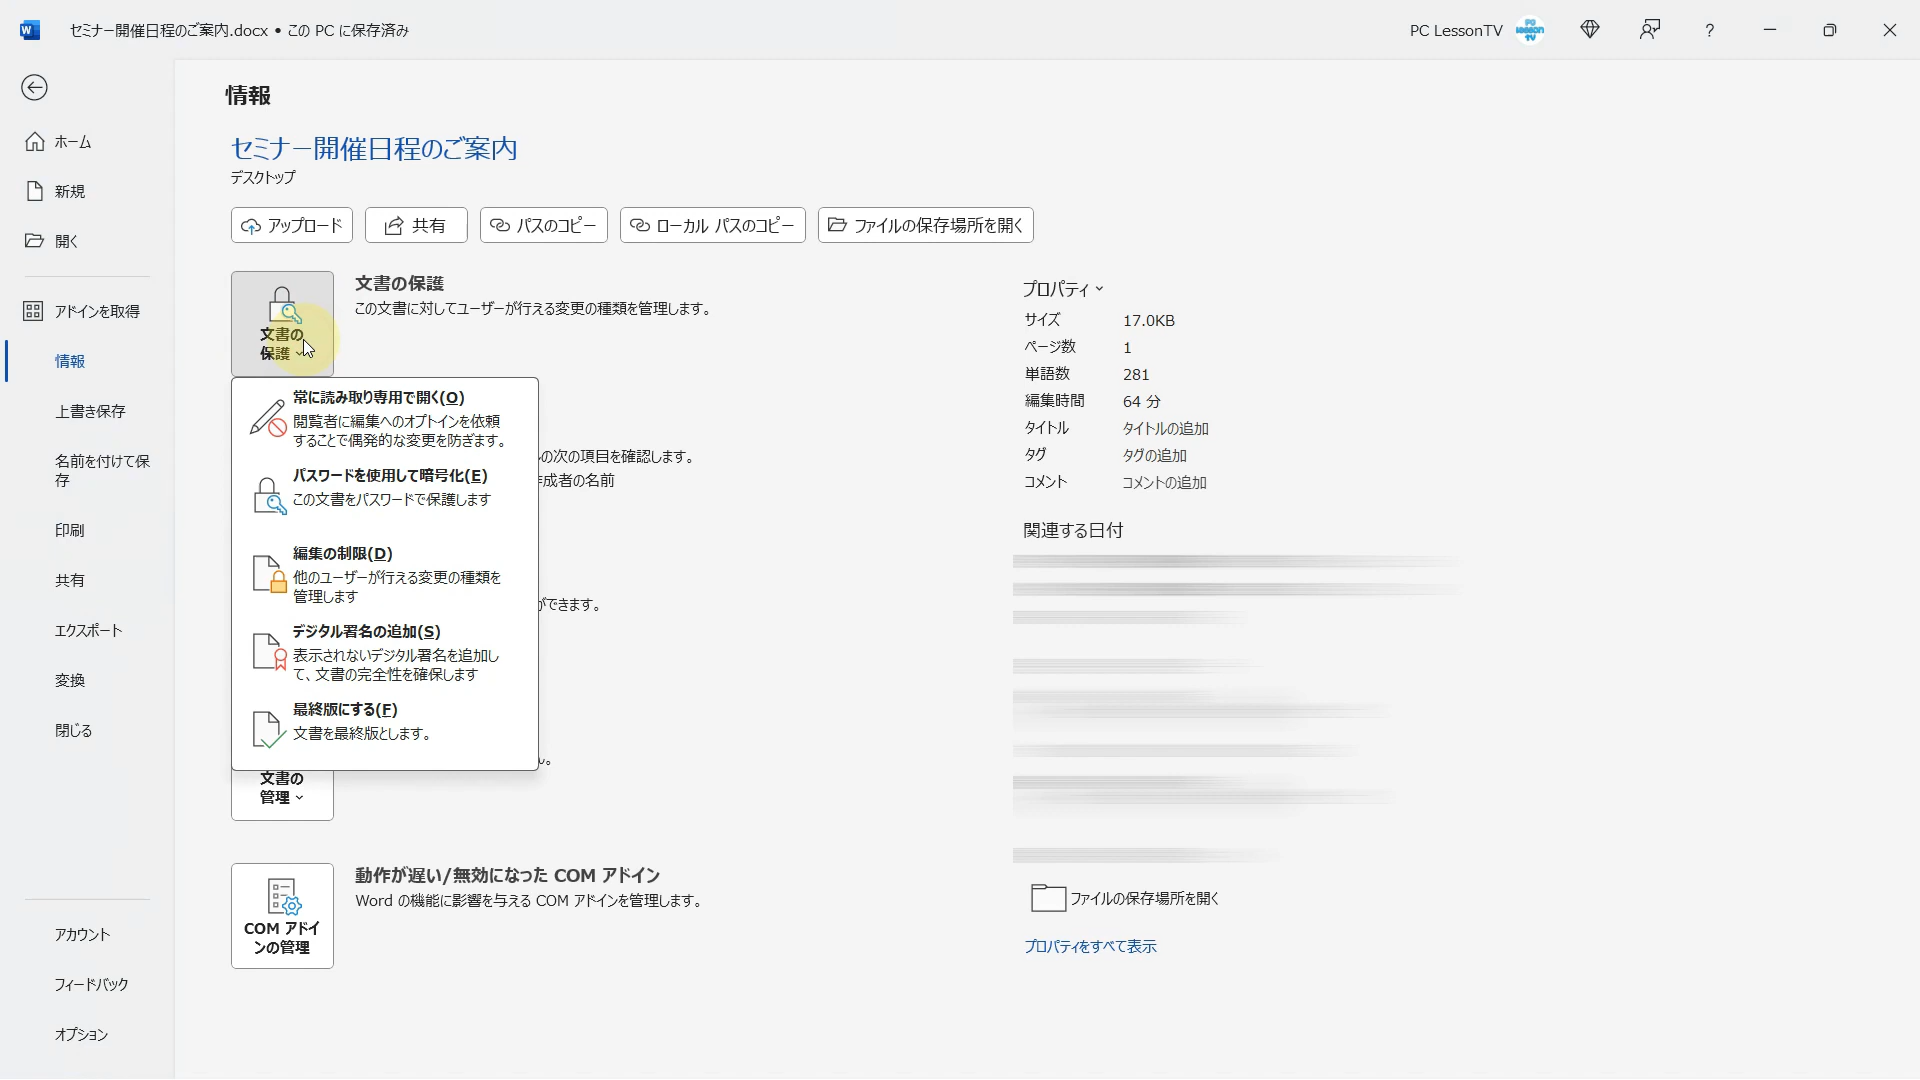 セミナー開催日程のご案内.docx • この PC に保存済み
PC LessonTV
PC
Lesson
TV
ホーム
新規
開く
アドインを取得
情報
上書き保存
名前を付けて保
存
印刷
共有
エクスポート
変換
閉じる
アカウント
フィードバック
オプション
情報
セミナー開催日程のご案内
デスクトップ
アップロード
共有
パスのコピー
ローカル パスのコピー
ファイルの保存場所を開く
文書の
保護
文書の保護
この文書に対してユーザーが行える変更の種類を管理します。
常に読み取り専用で開く(O)
閲覧者に編集へのオプトインを依頼
することで偶発的な変更を防ぎます。
パスワードを使用して暗号化(E)
この文書をパスワードで保護します
編集の制限(D)
他のユーザーが行える変更の種類を
管理します
デジタル署名の追加(S)
表示されないデジタル署名を追加し
て、文書の完全性を確保します
最終版にする(F)
文書を最終版とします。
の次の項目を確認します。
成者の名前
ができます。
ん。
文書の
管理
COM アドイ
ンの管理
動作が遅い/無効になった COM アドイン
Word の機能に影響を与える COM アドインを管理します。
プロパティ
サイズ 17.0KB
ページ数 1
単語数 281
編集時間 64 分
タイトル タイトルの追加
タグ タグの追加
コメント コメントの追加
関連する日付
ファイルの保存場所を開く
プロパティをすべて表示